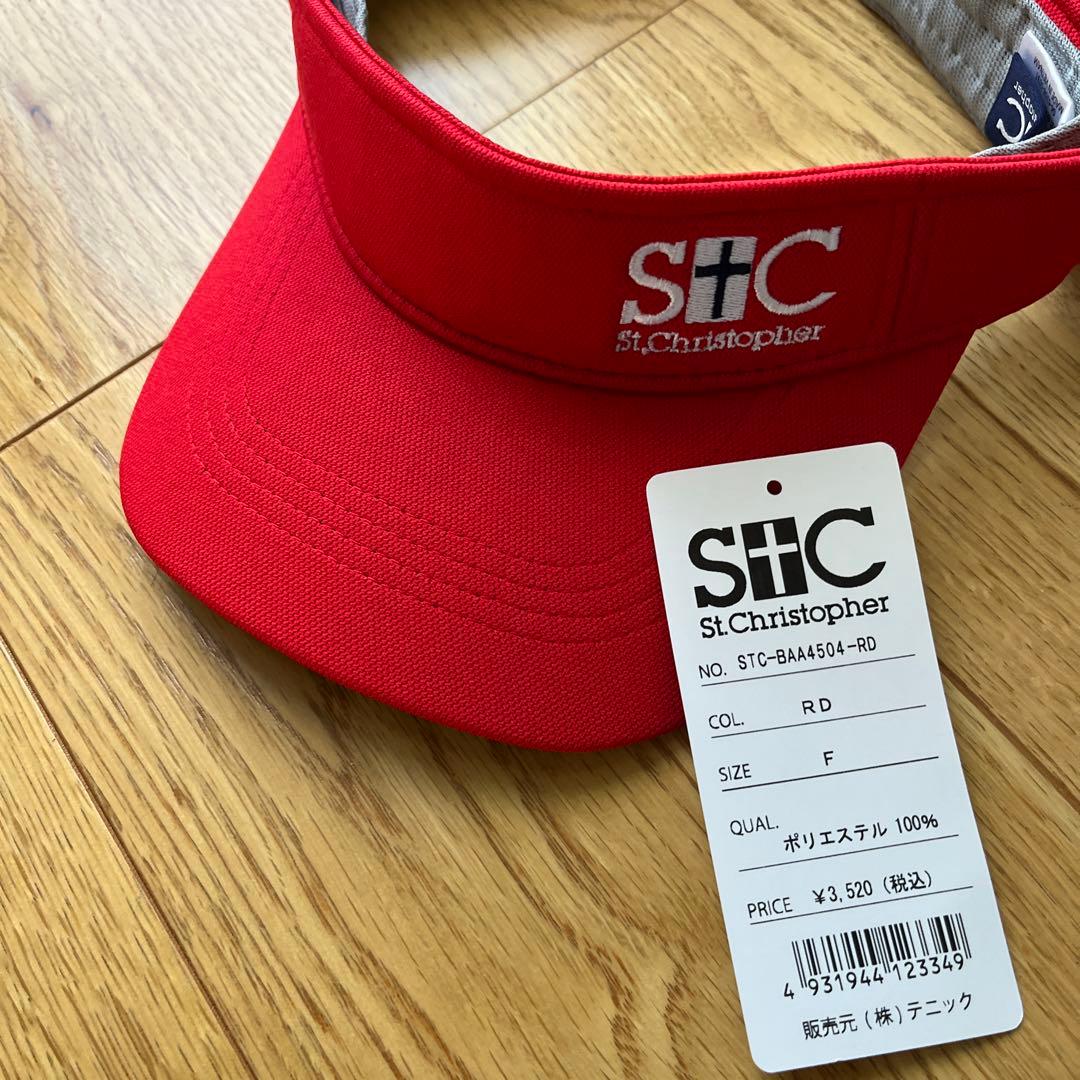 STC
St.Christopher
STC
St.Christopher
NO. STC-BAA4504-RD
COL. RD
SIZE F
QUAL. ポリエステル 100%
PRICE ¥3,520 (税込)
4 931944 123349
販売元 (株) テニック